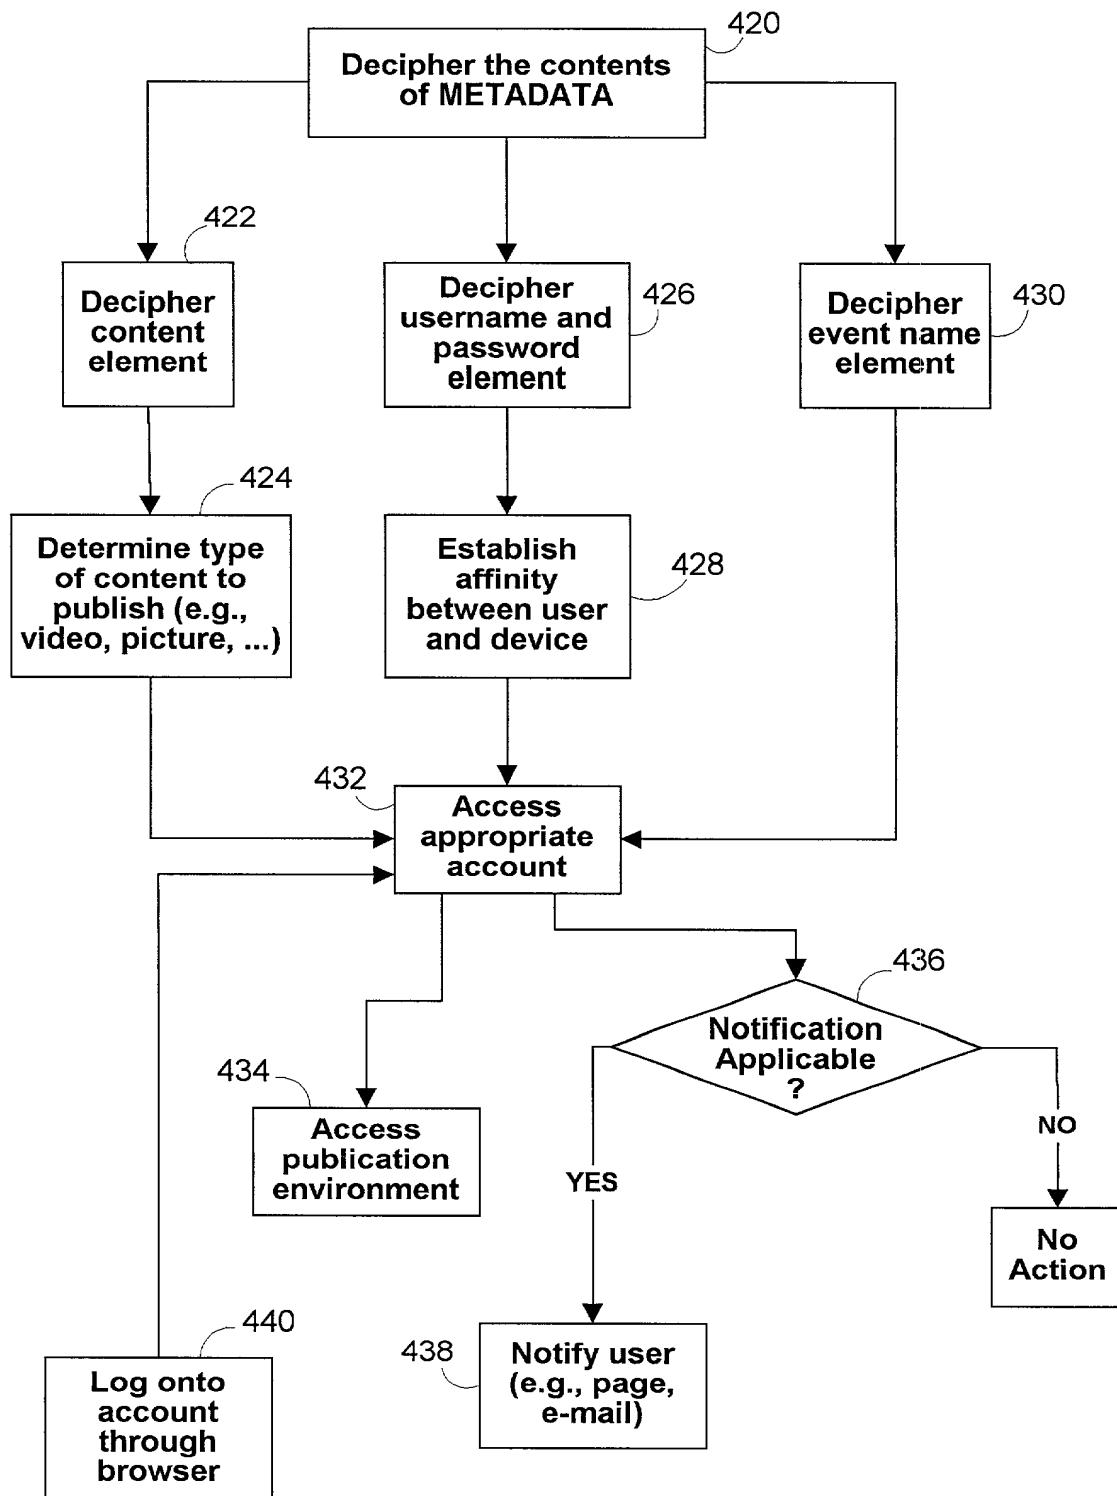 420
Decipher the contents
of METADATA
422
Decipher
content
element
Decipher
username and
password
element
426
Decipher
event name
element
430
424
Determine type
of content to
publish (e.g.,
video, picture, ...)
Establish
affinity
between user
and device
428
432
Access
appropriate
account
436
Notification
Applicable
?
434
Access
publication
environment
YES
NO
No
Action
440
Log onto
account
through
browser
438
Notify user
(e.g., page,
e-mail)